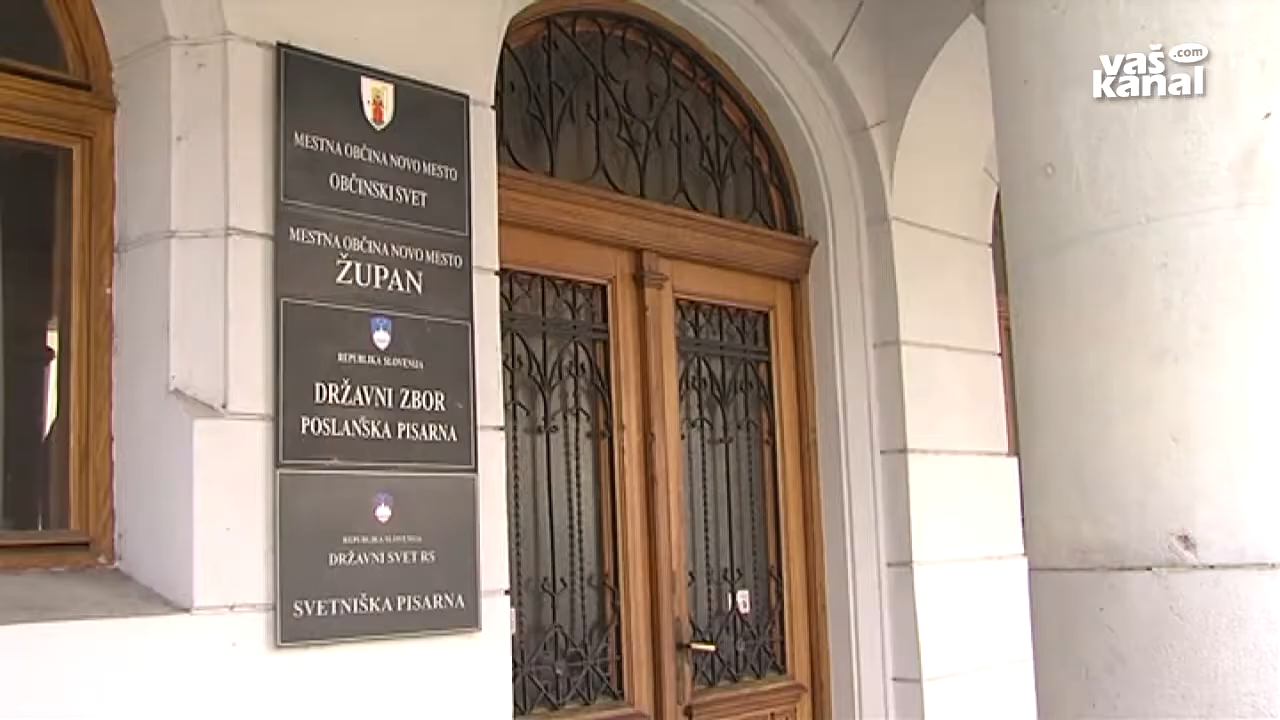 vaš .com
kanal
MESTNA OBČINA NOVO MESTO
OBČINSKI SVET
MESTNA OBČINA NOVO MESTO
ŽUPAN
REPUBLIKA SLOVENIJA
DRŽAVNI ZBOR
POSLANSKA PISARNA
REPUBLIKA SLOVENIJA
DRŽAVNI SVET RS
SVETNIŠKA PISARNA